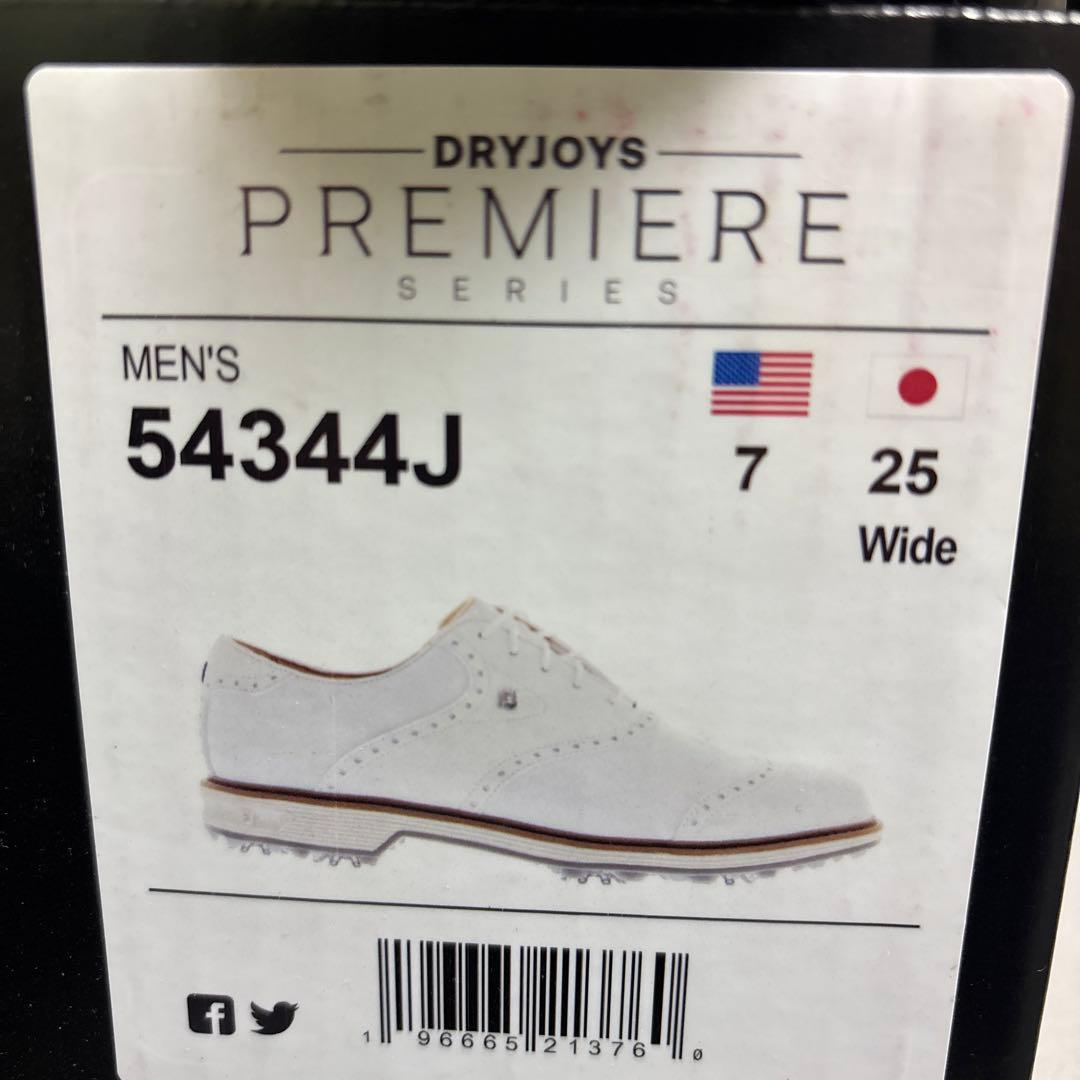 DRYJOYS
PREMIERE
SERIES
MEN'S
54344J
7
25
Wide
1 96665 21376 0